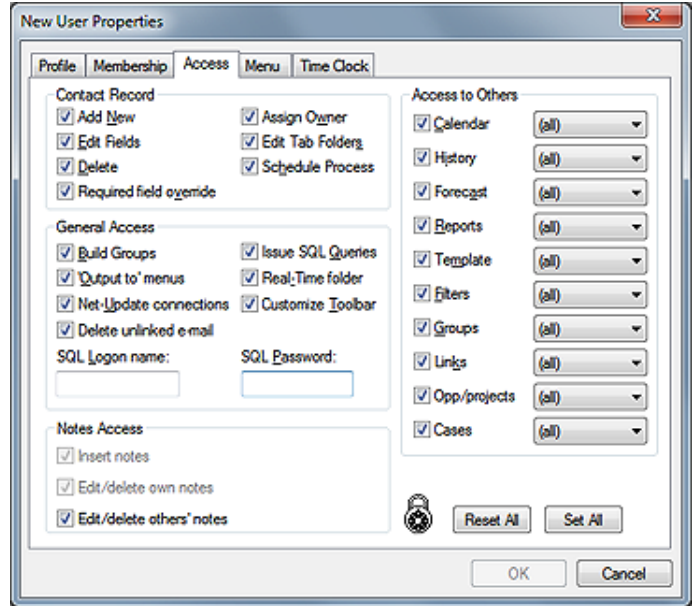 New User Properties
Profile Membership Access Menu Time Clock
Contact Record
Add New Assign Owner
Edit Fields Edit Tab Folders
Delete Schedule Process
Required field override
General Access
Build Groups Issue SQL Queries
'Output to' menus Real-Time folder
Net-Update connections Customize Toolbar
Delete unlinked e-mail
SQL Logon name: SQL Password:
Notes Access
Insert notes
Edit/delete own notes
Edit/delete others' notes
Access to Others
Calendar (all)
History (all)
Forecast (all)
Reports (all)
Template (all)
Filters (all)
Groups (all)
Links (all)
Opp/projects (all)
Cases (all)
Reset All Set All
OK Cancel